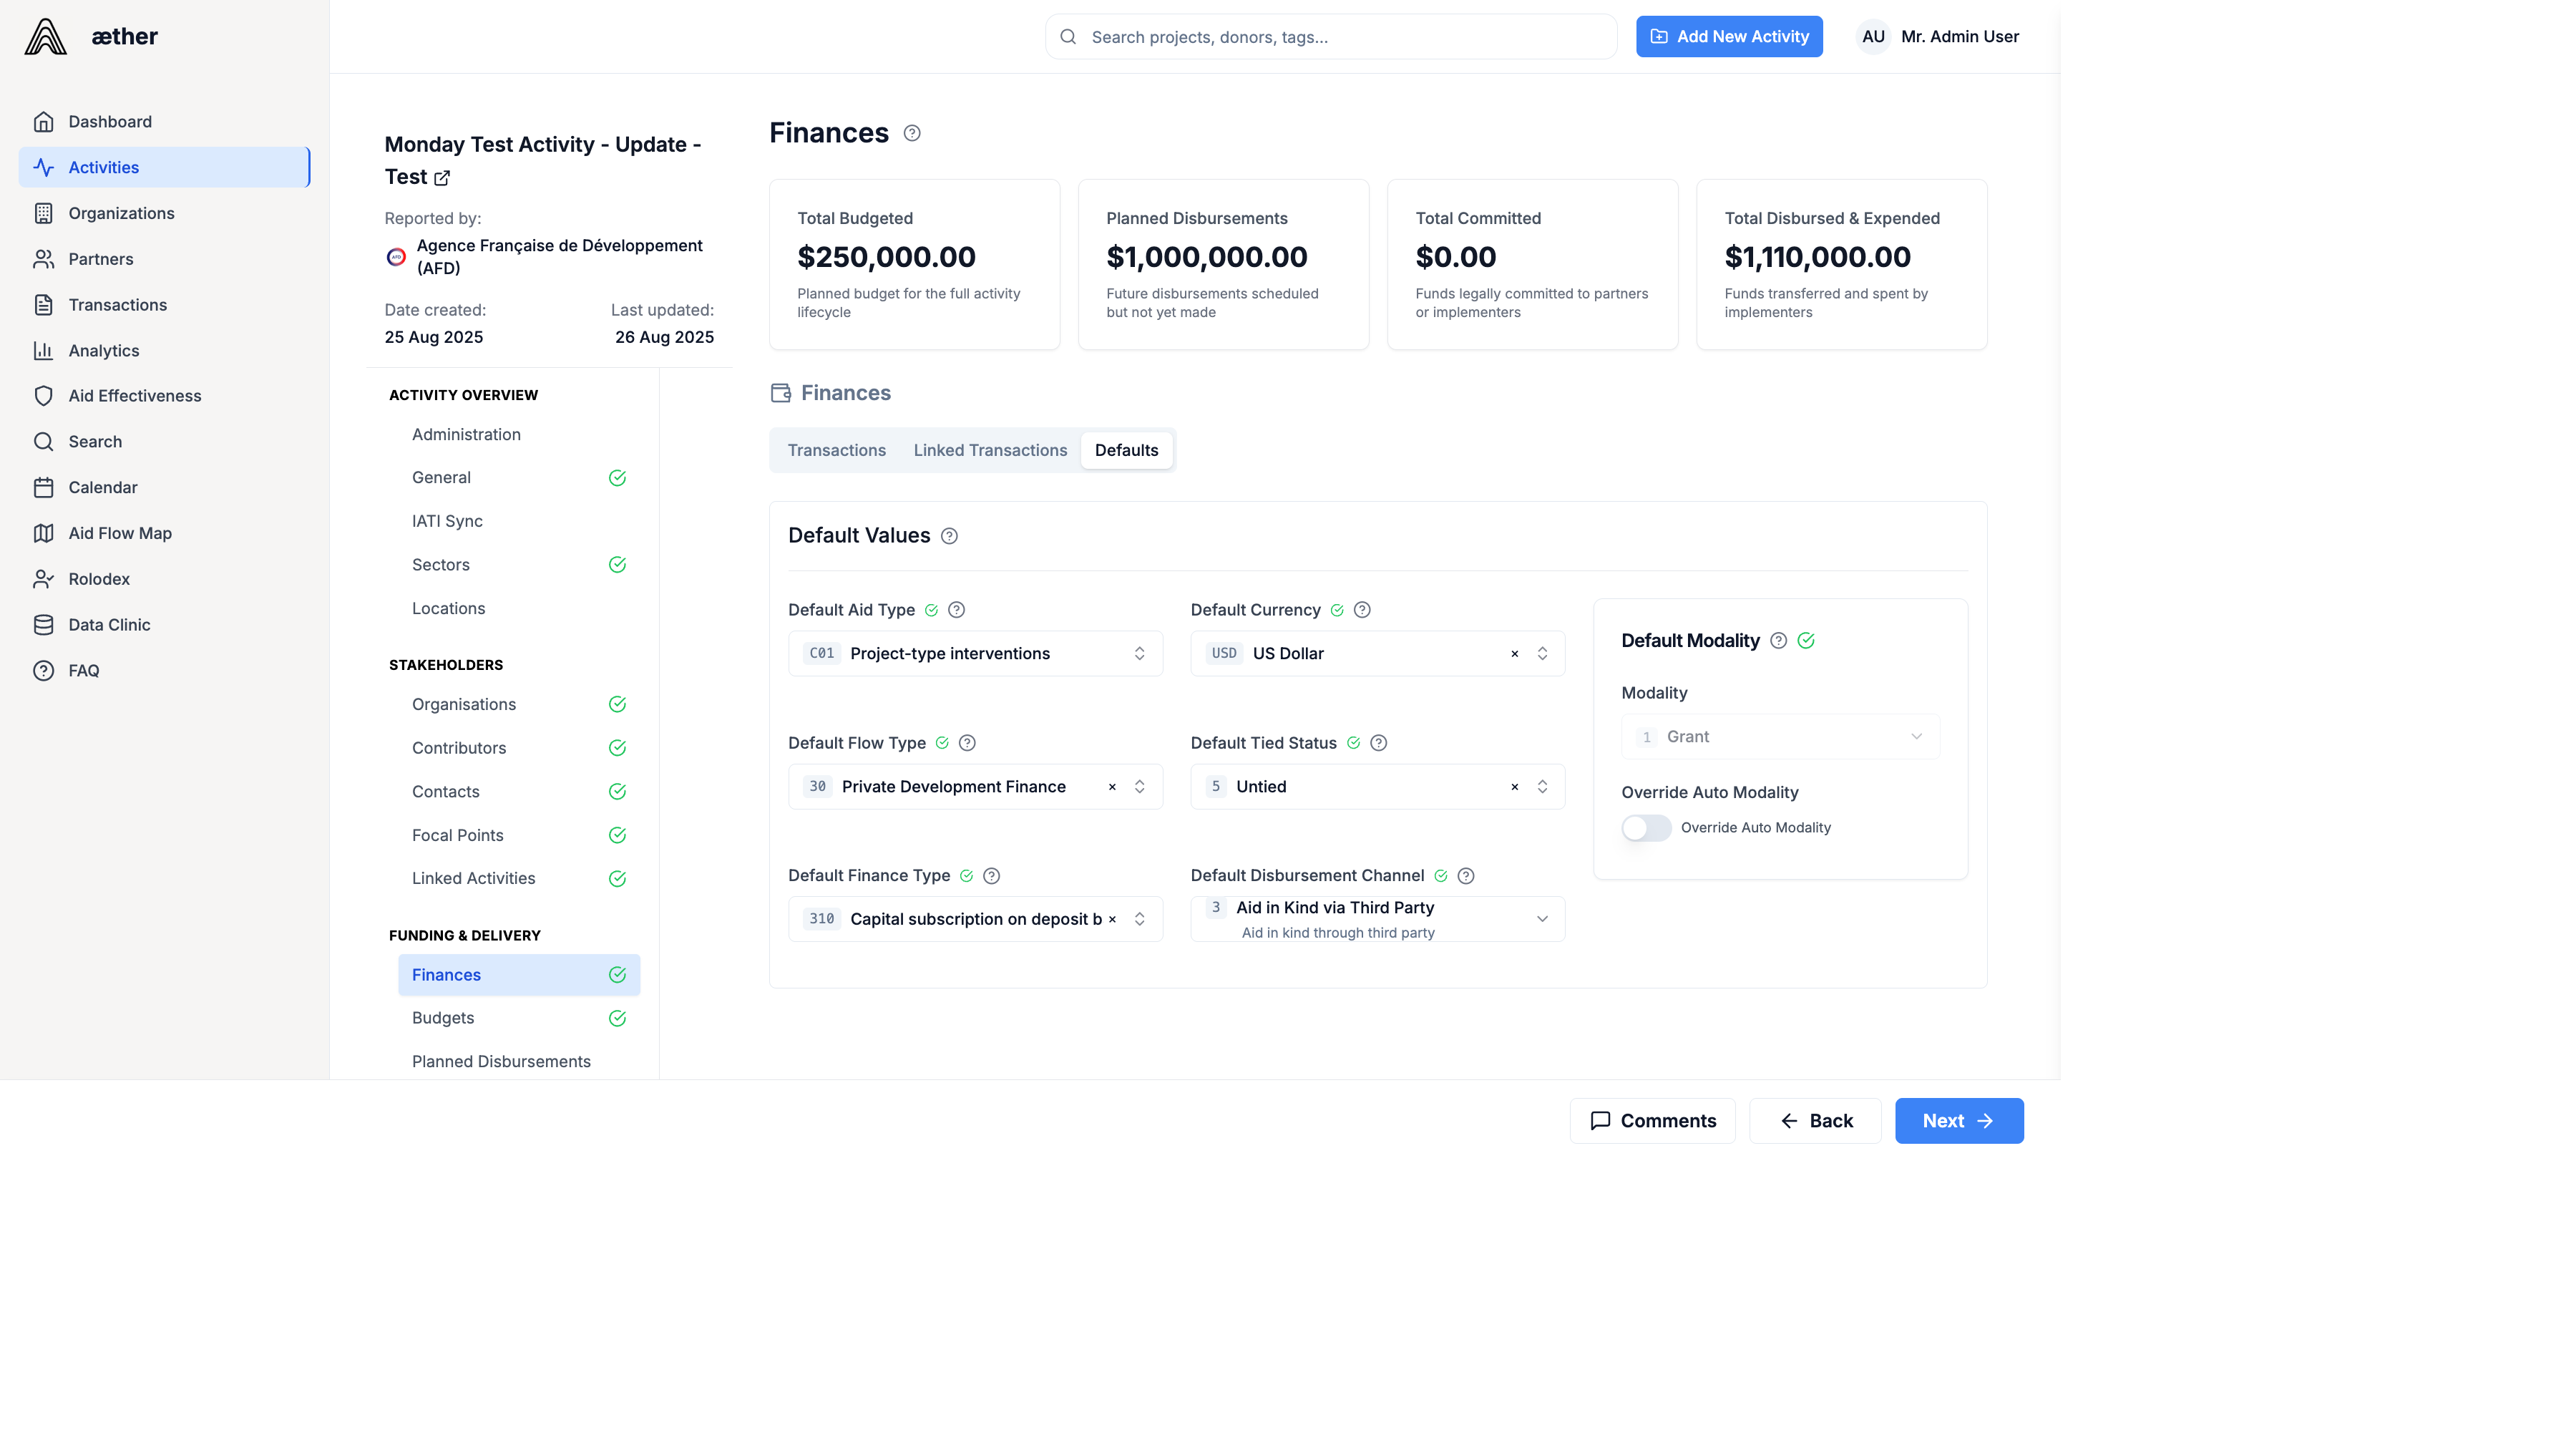 æther
Search projects, donors, tags...
Add New Activity
AU
Mr. Admin User
Dashboard
Activities
Organizations
Partners
Transactions
Analytics
Aid Effectiveness
Search
Calendar
Aid Flow Map
Rolodex
Data Clinic
FAQ
Monday Test Activity - Update -
Test
Reported by:
AFD
Agence Française de Développement
(AFD)
Date created:
Last updated:
25 Aug 2025
26 Aug 2025
ACTIVITY OVERVIEW
Administration
General
IATI Sync
Sectors
Locations
STAKEHOLDERS
Organisations
Contributors
Contacts
Focal Points
Linked Activities
FUNDING & DELIVERY
Finances
Budgets
Planned Disbursements
Finances
Total Budgeted
$250,000.00
Planned budget for the full activity
lifecycle
Planned Disbursements
$1,000,000.00
Future disbursements scheduled
but not yet made
Total Committed
$0.00
Funds legally committed to partners
or implementers
Total Disbursed & Expended
$1,110,000.00
Funds transferred and spent by
implementers
Finances
Transactions
Linked Transactions
Defaults
Default Values
Default Aid Type
C01 Project-type interventions
Default Currency
USD US Dollar ×
Default Flow Type
30 Private Development Finance ×
Default Tied Status
5 Untied ×
Default Finance Type
310 Capital subscription on deposit b ×
Default Disbursement Channel
3 Aid in Kind via Third Party
Aid in kind through third party
Default Modality
Modality
1 Grant
Override Auto Modality
Override Auto Modality
Comments
Back
Next